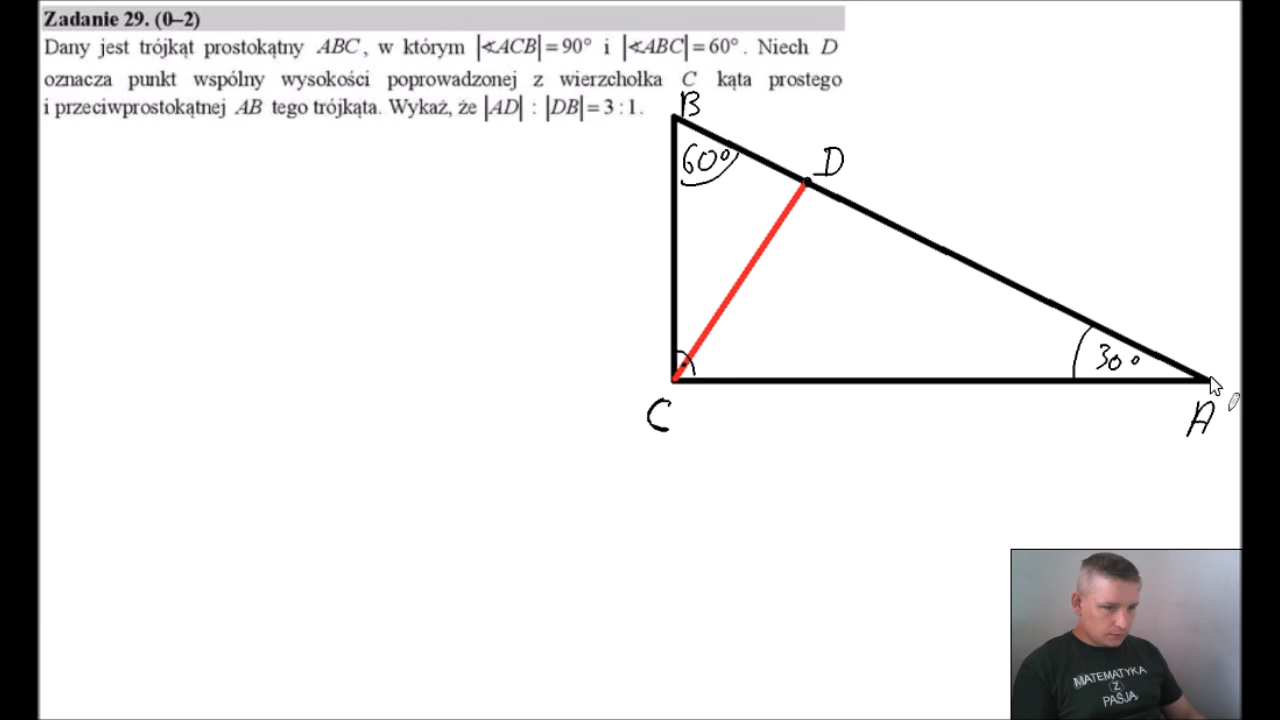 Zadanie 29. (0–2)
Dany jest trójkąt prostokątny ABC, w którym |∢ACB|=90° i |∢ABC|=60°. Niech D
oznacza punkt wspólny wysokości poprowadzonej z wierzchołka C kąta prostego
i przeciwprostokątnej AB tego trójkąta. Wykaż, że |AD| : |DB|=3:1.
B
60°
D
30°
C
A
MATEMATYKA
Z
PASJĄ